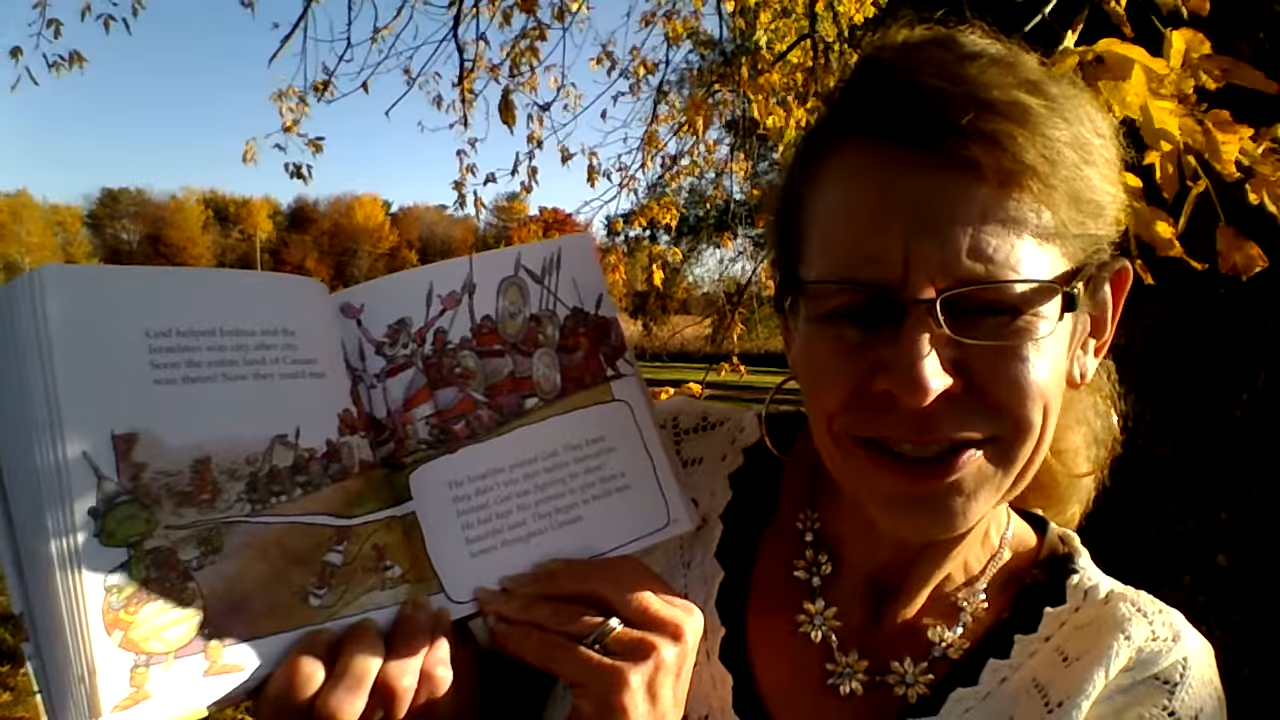 God helped Joshua and the
Israelites win city after city.
Soon the entire land of Canaan
was theirs! Now they could rest.
The Israelites praised God. They knew
they didn't win their battles themselves.
Instead, God was fighting for them!
He had kept His promise to give them a
beautiful land. They began to build new
towns throughout Canaan.